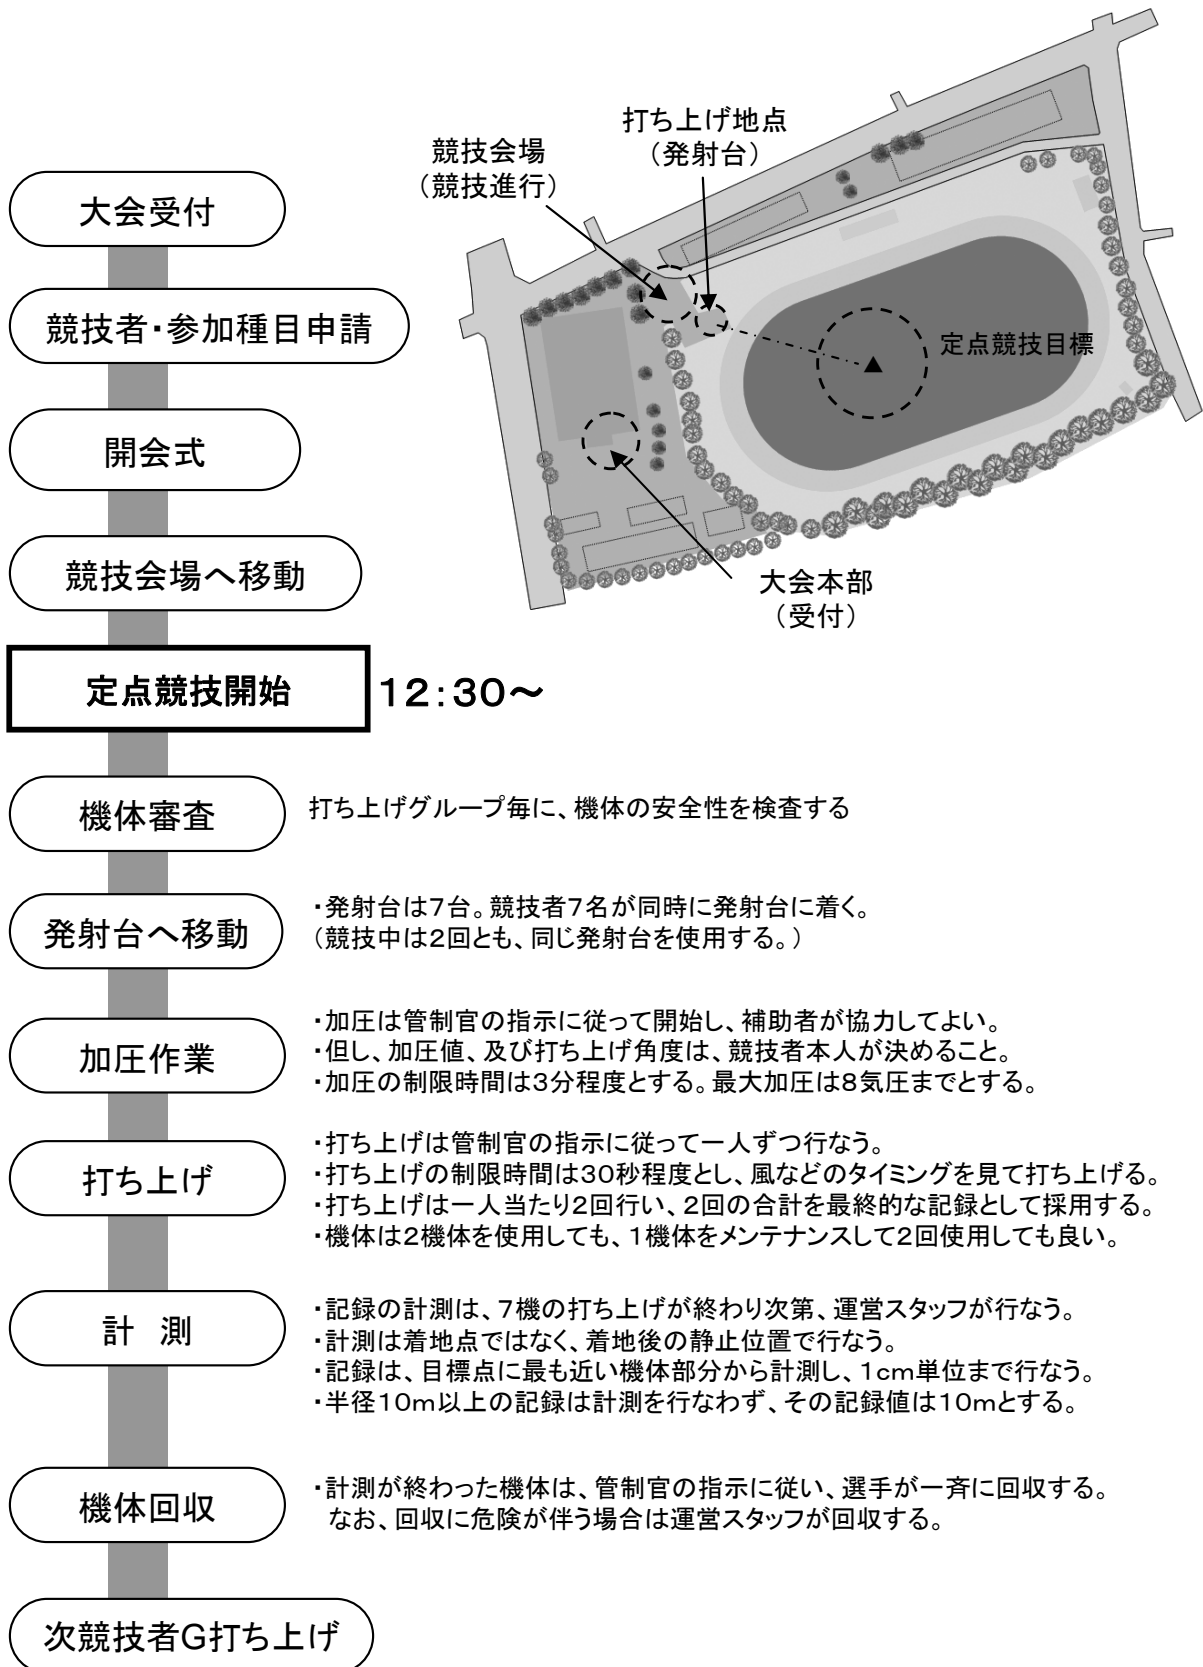 打ち上げ地点
（発射台）
競技会場
（競技進行）
定点競技目標
大会本部
（受付）
大会受付
競技者・参加種目申請
開会式
競技会場へ移動
定点競技開始
12：30～
機体審査
打ち上げグループ毎に、機体の安全性を検査する
発射台へ移動
・発射台は7台。競技者7名が同時に発射台に着く。
（競技中は2回とも、同じ発射台を使用する。）
加圧作業
・加圧は管制官の指示に従って開始し、補助者が協力してよい。
・但し、加圧値、及び打ち上げ角度は、競技者本人が決めること。
・加圧の制限時間は3分程度とする。最大加圧は8気圧までとする。
打ち上げ
・打ち上げは管制官の指示に従って一人ずつ行なう。
・打ち上げの制限時間は30秒程度とし、風などのタイミングを見て打ち上げる。
・打ち上げは一人当たり2回行い、2回の合計を最終的な記録として採用する。
・機体は2機体を使用しても、1機体をメンテナンスして2回使用しても良い。
計　測
・記録の計測は、7機の打ち上げが終わり次第、運営スタッフが行なう。
・計測は着地点ではなく、着地後の静止位置で行なう。
・記録は、目標点に最も近い機体部分から計測し、1cm単位まで行なう。
・半径10m以上の記録は計測を行なわず、その記録値は10mとする。
機体回収
・計測が終わった機体は、管制官の指示に従い、選手が一斉に回収する。
なお、回収に危険が伴う場合は運営スタッフが回収する。
次競技者G打ち上げ